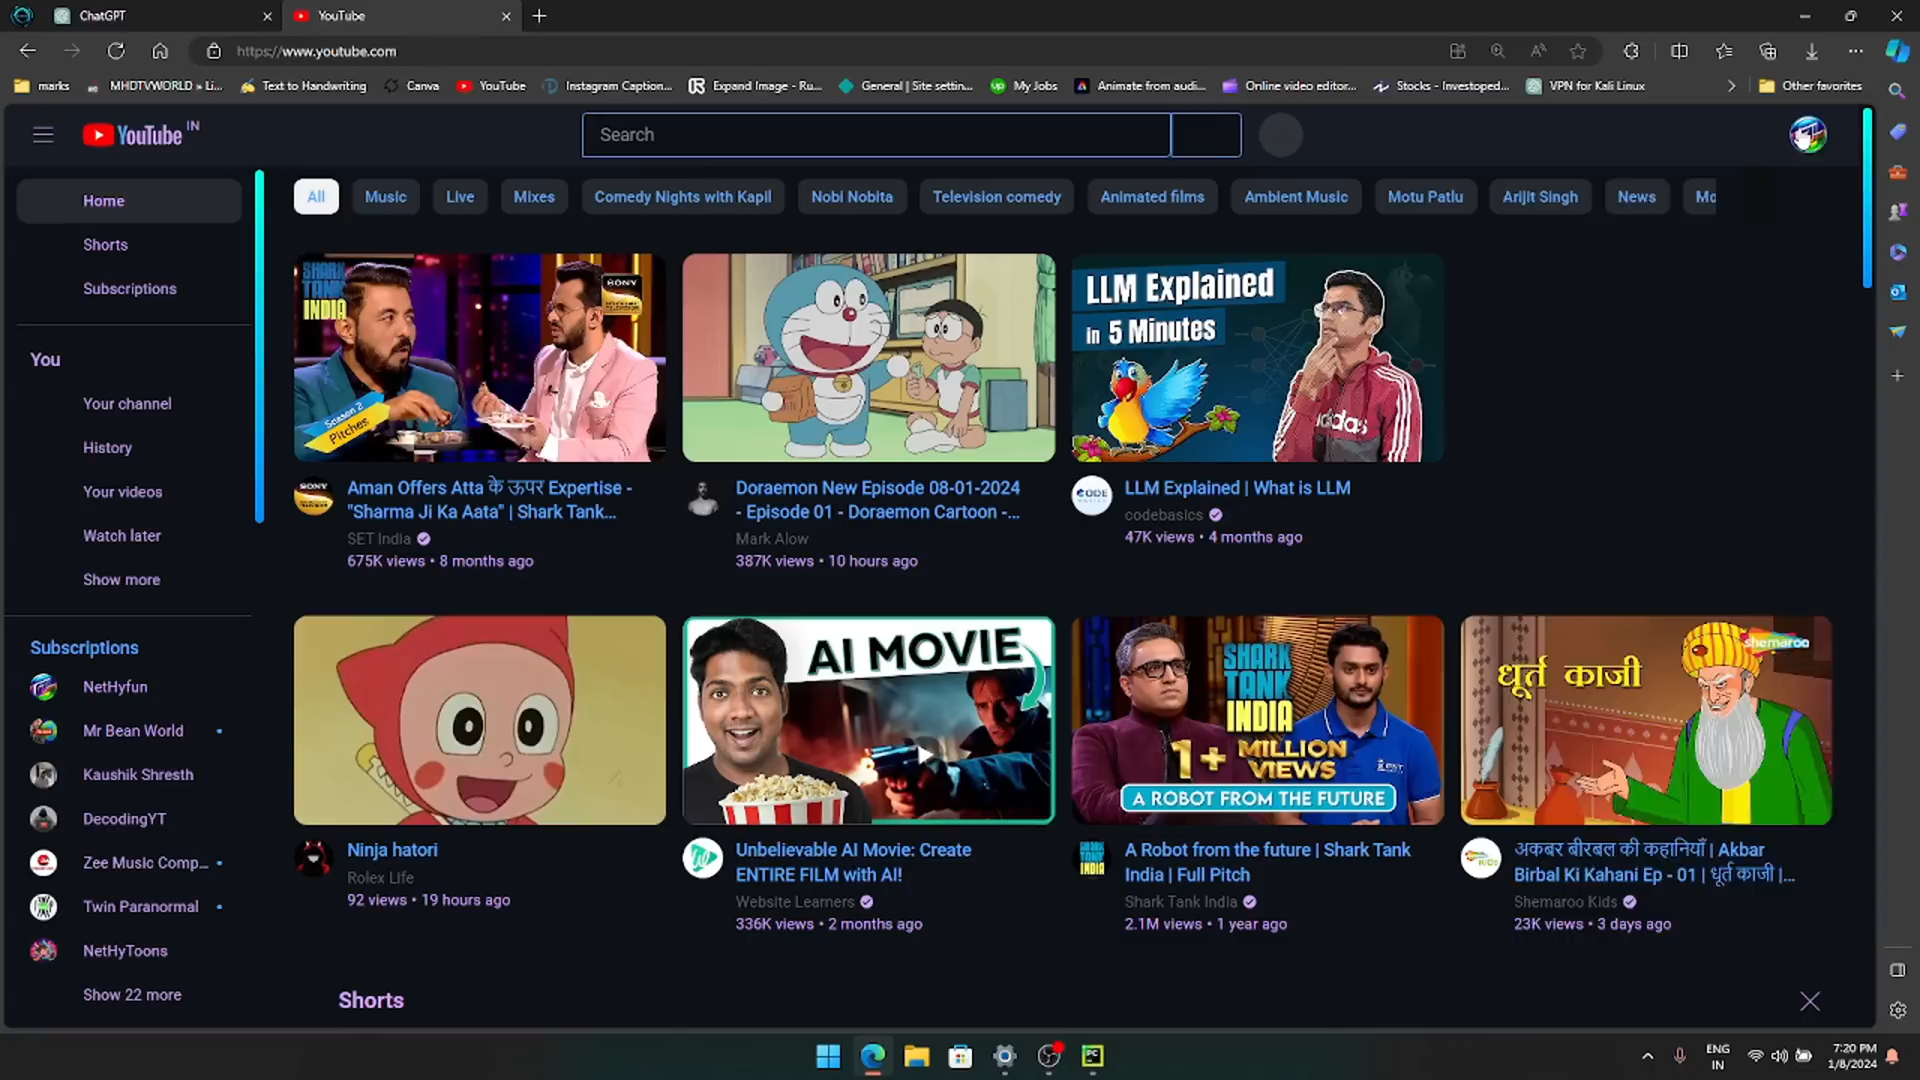 ChatGPT
YouTube
https://www.youtube.com
marks
MHDTVWORLD » Li...
Text to Handwriting
Canva
YouTube
Instagram Caption...
Expand Image - Ru...
General | Site settin...
My Jobs
Animate from audi...
Online video editor...
Stocks - Investoped...
VPN for Kali Linux
Other favorites
YouTube IN
Search
All
Music
Live
Mixes
Comedy Nights with Kapil
Nobi Nobita
Television comedy
Animated films
Ambient Music
Motu Patlu
Arijit Singh
News
Mo
Home
Shorts
Subscriptions
You
Your channel
History
Your videos
Watch later
Show more
Subscriptions
NetHyfun
Mr Bean World
Kaushik Shresth
DecodingYT
Zee Music Comp...
Twin Paranormal
NetHyToons
Show 22 more
SHARK
TANK
INDIA
SONY
Season 2
Pitches
LLM Explained
in 5 Minutes
adidas
SONY
Aman Offers Atta के ऊपर Expertise -
"Sharma Ji Ka Aata" | Shark Tank...
SET India
675K views • 8 months ago
Doraemon New Episode 08-01-2024
- Episode 01 - Doraemon Cartoon -...
Mark Alow
387K views • 10 hours ago
CODE
LLM Explained | What is LLM
codebasics
47K views • 4 months ago
AI MOVIE
SHARK
TANK
INDIA
1+ MILLION
VIEWS
A ROBOT FROM THE FUTURE
shemaroo
धूर्त काज़ी
Ninja hatori
Rolex LIfe
92 views • 19 hours ago
Unbelievable AI Movie: Create
ENTIRE FILM with AI!
Website Learners
336K views • 2 months ago
SHARK
TANK
INDIA
A Robot from the future | Shark Tank
India | Full Pitch
Shark Tank India
2.1M views • 1 year ago
अकबर बीरबल की कहानियाँ | Akbar
Birbal Ki Kahani Ep - 01 | धूर्त काज़ी |...
Shemaroo Kids
23K views • 3 days ago
Shorts
PC
ENG
IN
7:20 PM
1/8/2024